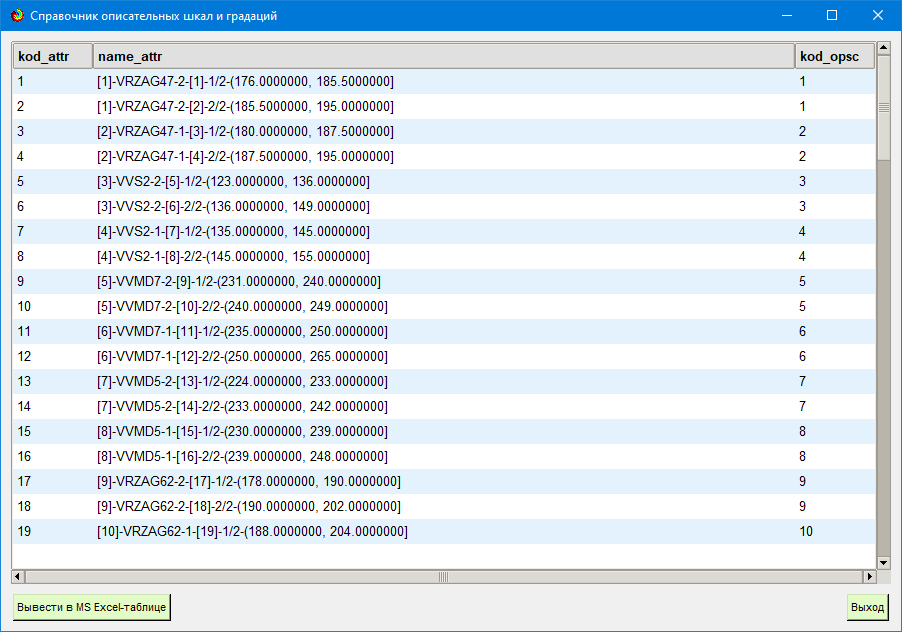 Справочник описательных шкал и градаций
kod_attr name_attr kod_opsc
1 [1]-VRZAG47-2-[1]-1/2-(176.0000000, 185.5000000] 1
2 [1]-VRZAG47-2-[2]-2/2-(185.5000000, 195.0000000] 1
3 [2]-VRZAG47-1-[3]-1/2-(180.0000000, 187.5000000] 2
4 [2]-VRZAG47-1-[4]-2/2-(187.5000000, 195.0000000] 2
5 [3]-VVS2-2-[5]-1/2-(123.0000000, 136.0000000] 3
6 [3]-VVS2-2-[6]-2/2-(136.0000000, 149.0000000] 3
7 [4]-VVS2-1-[7]-1/2-(135.0000000, 145.0000000] 4
8 [4]-VVS2-1-[8]-2/2-(145.0000000, 155.0000000] 4
9 [5]-VVMD7-2-[9]-1/2-(231.0000000, 240.0000000] 5
10 [5]-VVMD7-2-[10]-2/2-(240.0000000, 249.0000000] 5
11 [6]-VVMD7-1-[11]-1/2-(235.0000000, 250.0000000] 6
12 [6]-VVMD7-1-[12]-2/2-(250.0000000, 265.0000000] 6
13 [7]-VVMD5-2-[13]-1/2-(224.0000000, 233.0000000] 7
14 [7]-VVMD5-2-[14]-2/2-(233.0000000, 242.0000000] 7
15 [8]-VVMD5-1-[15]-1/2-(230.0000000, 239.0000000] 8
16 [8]-VVMD5-1-[16]-2/2-(239.0000000, 248.0000000] 8
17 [9]-VRZAG62-2-[17]-1/2-(178.0000000, 190.0000000] 9
18 [9]-VRZAG62-2-[18]-2/2-(190.0000000, 202.0000000] 9
19 [10]-VRZAG62-1-[19]-1/2-(188.0000000, 204.0000000] 10
Вывести в MS Excel-таблице Выход